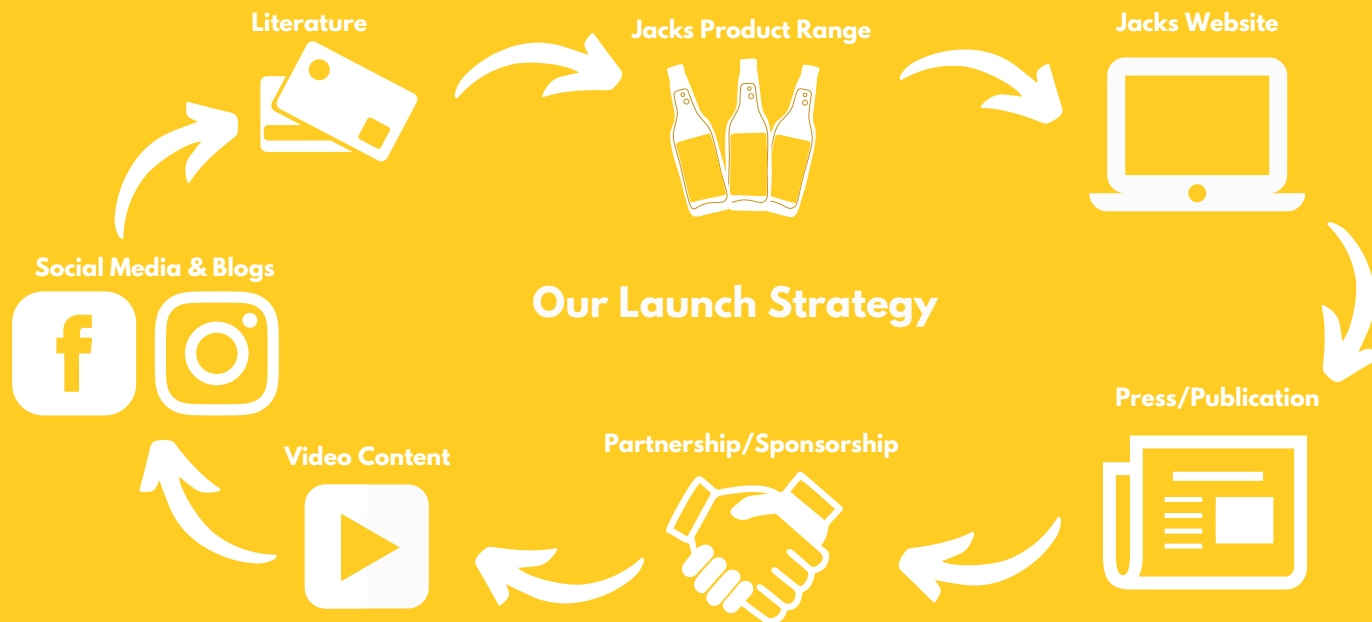 Literature
Jacks Product Range
Jacks Website
Social Media & Blogs
Our Launch Strategy
Press/Publication
Partnership/Sponsorship
Video Content